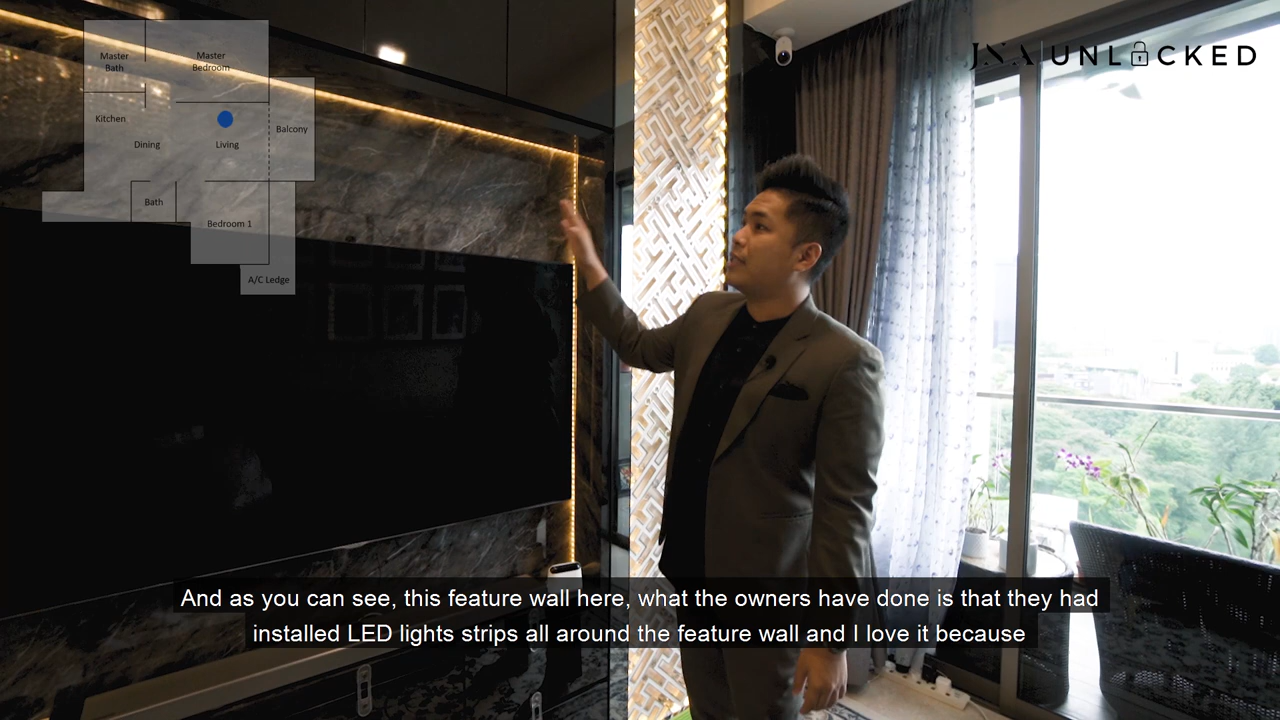 JNA UNLOCKED
Master
Bath
Master
Bedroom
Kitchen
Balcony
Dining
Living
Bath
Bedroom 1
A/C Ledge
And as you can see, this feature wall here, what the owners have done is that they had
installed LED lights strips all around the feature wall and I love it because